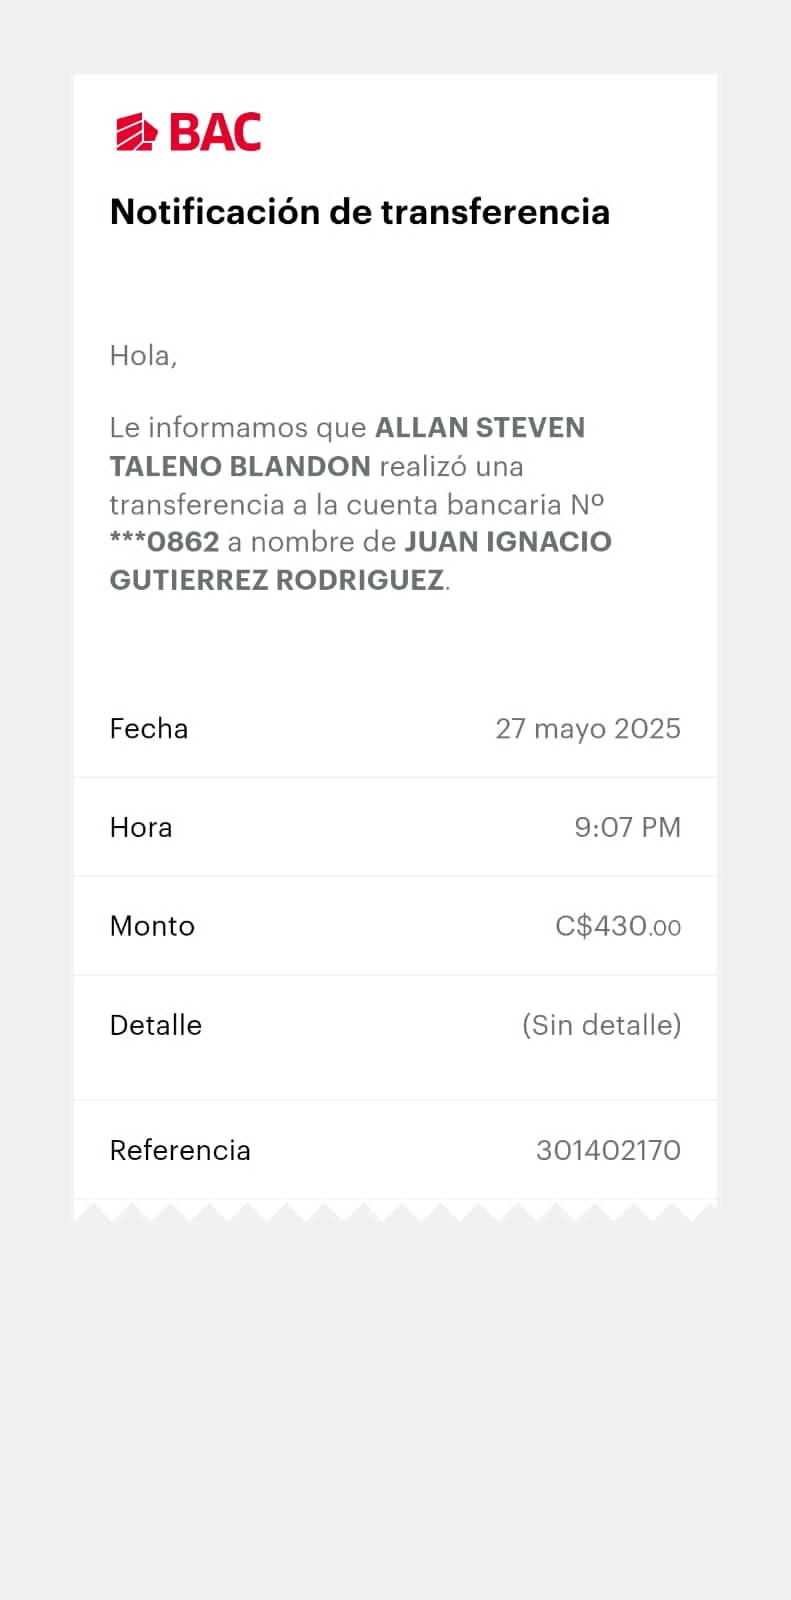 BAC
Notificación de transferencia
Hola,
Le informamos que ALLAN STEVEN
TALENO BLANDON realizó una
transferencia a la cuenta bancaria Nº
***0862 a nombre de JUAN IGNACIO
GUTIERREZ RODRIGUEZ.
Fecha 27 mayo 2025
Hora 9:07 PM
Monto C$430.00
Detalle (Sin detalle)
Referencia 301402170